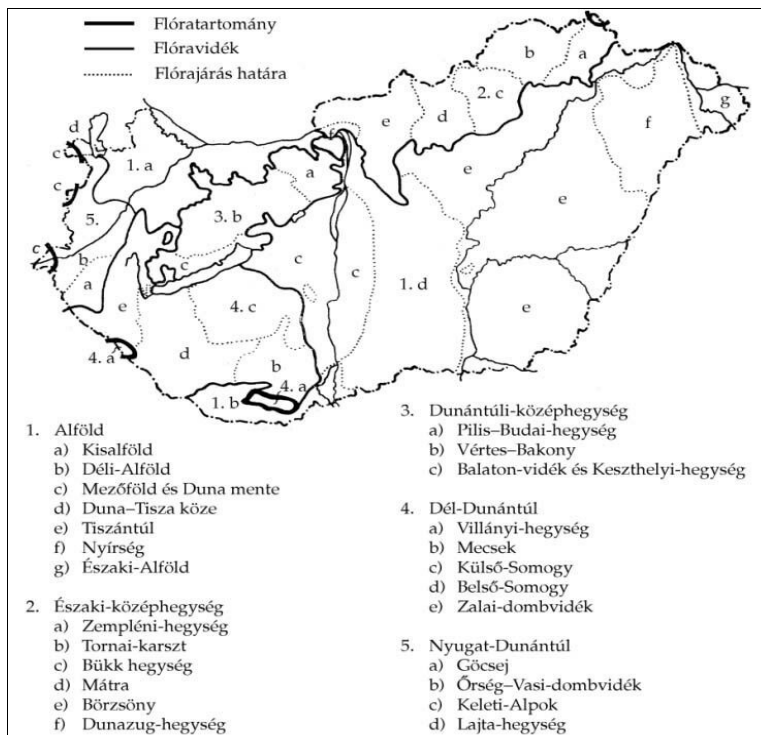 Flóratartomány
Flóravidék
Flórajárás határa
b
a
2. c
g
e
d
f
d
c
1. a
a
e
c
5.
3. b
e
c
b
c
c
c
a
e
4. c
1. d
e
4. a
d
b
4. a
1. b
1. Alföld
a) Kisalföld
b) Déli-Alföld
c) Mezőföld és Duna mente
d) Duna–Tisza köze
e) Tiszántúl
f) Nyírség
g) Északi-Alföld
2. Északi-középhegység
a) Zempléni-hegység
b) Tornai-karszt
c) Bükk hegység
d) Mátra
e) Börzsöny
f) Dunazug-hegység
3. Dunántúli-középhegység
a) Pilis–Budai-hegység
b) Vértes–Bakony
c) Balaton-vidék és Keszthelyi-hegység
4. Dél-Dunántúl
a) Villányi-hegység
b) Mecsek
c) Külső-Somogy
d) Belső-Somogy
e) Zalai-dombvidék
5. Nyugat-Dunántúl
a) Göcsej
b) Őrség–Vasi-dombvidék
c) Keleti-Alpok
d) Lajta-hegység